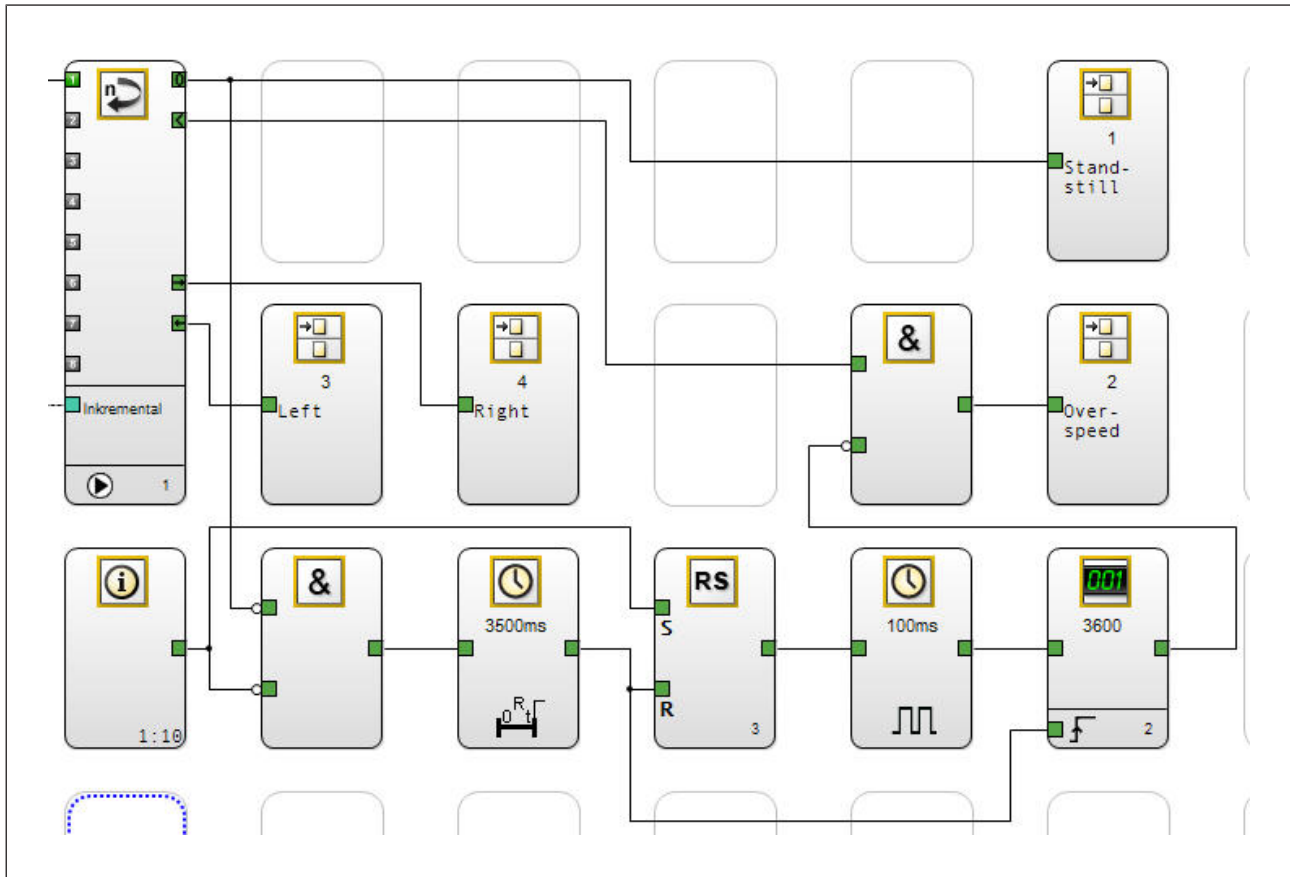 1
0
n
2
<
3
4
5
6
7
8
Inkremental
1
3
Left
4
Right
1
Stand-
still
&
2
Over-
speed
i
1:10
&
3500ms
0 R t
RS
S
R
3
100ms
001
3600
2